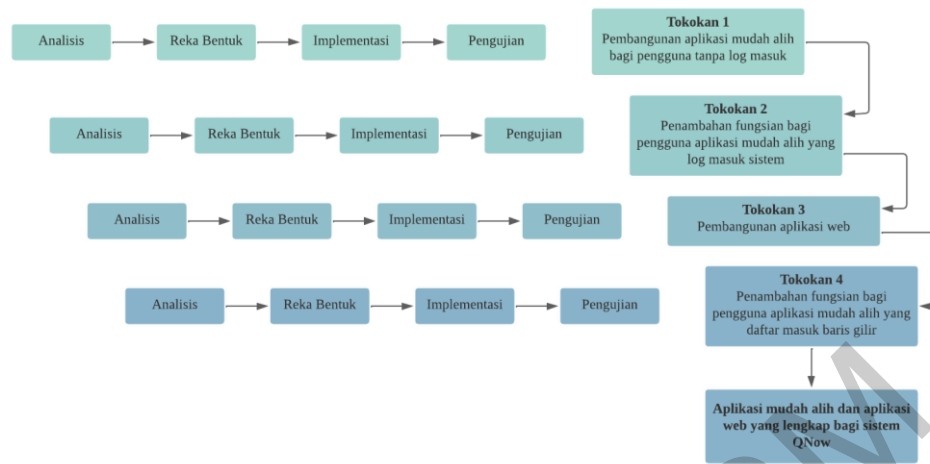 Analisis
Reka Bentuk
Implementasi
Pengujian
Tokokan 1
Pembangunan aplikasi mudah alih
bagi pengguna tanpa log masuk
Analisis
Reka Bentuk
Implementasi
Pengujian
Tokokan 2
Penambahan fungsian bagi
pengguna aplikasi mudah alih yang
log masuk sistem
Analisis
Reka Bentuk
Implementasi
Pengujian
Tokokan 3
Pembangunan aplikasi web
Analisis
Reka Bentuk
Implementasi
Pengujian
Tokokan 4
Penambahan fungsian bagi
pengguna aplikasi mudah alih yang
daftar masuk baris gilir
Aplikasi mudah alih dan aplikasi
web yang lengkap bagi sistem
QNow